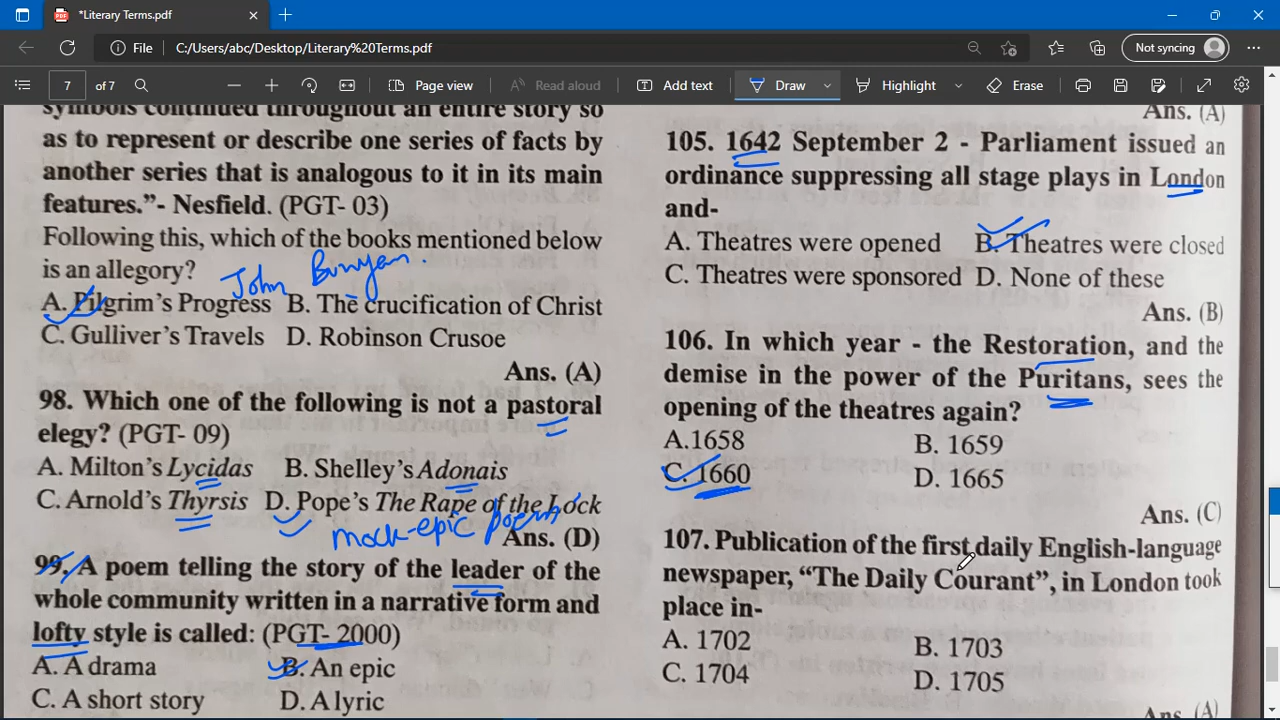 *Literary Terms.pdf
File
C:/Users/abc/Desktop/Literary%20Terms.pdf
Not syncing
7 of 7
Page view
Read aloud
Add text
Draw
Highlight
Erase
symbols continued throughout an entire story so
as to represent or describe one series of facts by
another series that is analogous to it in its main
features."- Nesfield. (PGT- 03)
Following this, which of the books mentioned below
is an allegory?
John Bunyan.
A. Pilgrim's Progress B. The crucification of Christ
C. Gulliver's Travels D. Robinson Crusoe
Ans. (A)
98. Which one of the following is not a pastoral
elegy? (PGT- 09)
A. Milton's Lycidas B. Shelley's Adonais
C. Arnold's Thyrsis D. Pope's The Rape of the Lock
mock-epic poem
Ans. (D)
99. A poem telling the story of the leader of the
whole community written in a narrative form and
lofty style is called: (PGT- 2000)
A. A drama B. An epic
C. A short story D. A lyric
Ans. (A)
105. 1642 September 2 - Parliament issued an
ordinance suppressing all stage plays in London
and-
A. Theatres were opened B. Theatres were closed
C. Theatres were sponsored D. None of these
Ans. (B)
106. In which year - the Restoration, and the
demise in the power of the Puritans, sees the
opening of the theatres again?
A.1658 B. 1659
C. 1660 D. 1665
Ans. (C)
107. Publication of the first daily English-language
newspaper, "The Daily Courant", in London took
place in-
A. 1702 B. 1703
C. 1704 D. 1705
Ans. (A)